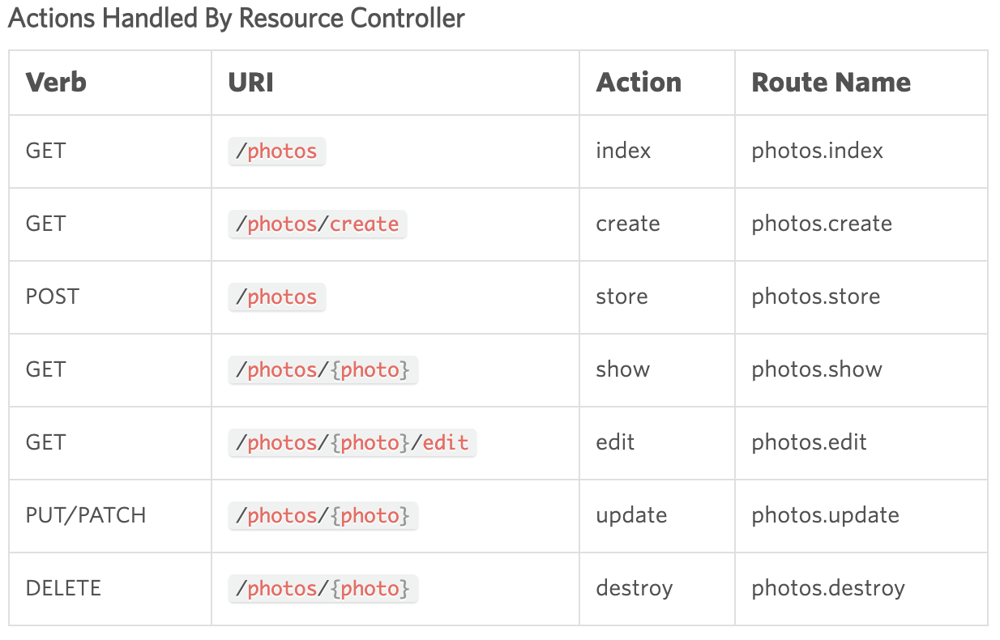 Actions Handled By Resource Controller
Verb URI Action Route Name
GET /photos index photos.index
GET /photos/create create photos.create
POST /photos store photos.store
GET /photos/{photo} show photos.show
GET /photos/{photo}/edit edit photos.edit
PUT/PATCH /photos/{photo} update photos.update
DELETE /photos/{photo} destroy photos.destroy